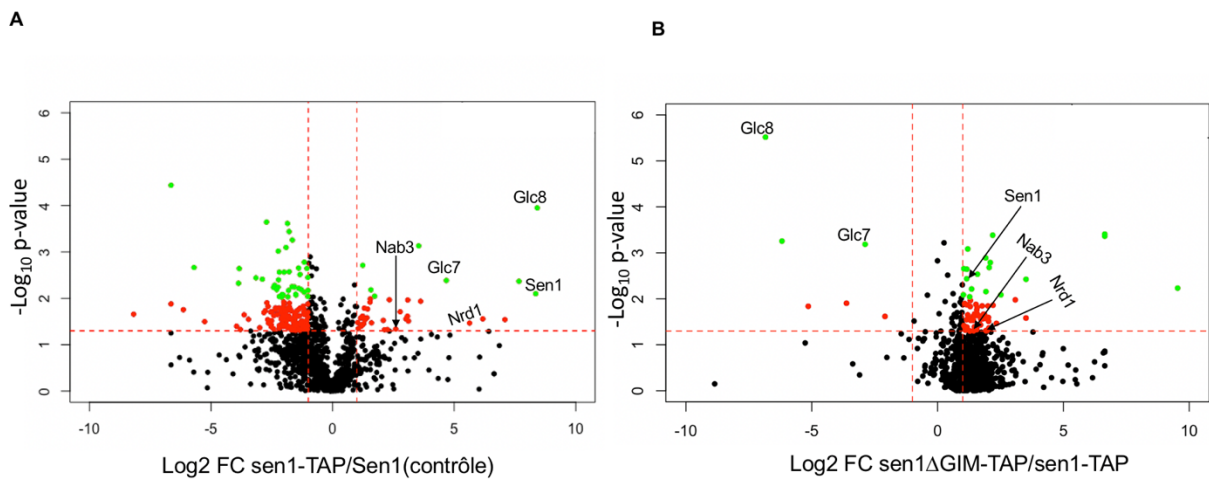 A
-Log10 p-value
6
5
4
3
2
1
0
Glc8
Nab3
Glc7
Sen1
Nrd1
-10
-5
0
5
10
Log2 FC sen1-TAP/Sen1(contrôle)
B
-Log10 p-value
6
5
4
3
2
1
0
Glc8
Sen1
Glc7
Nab3
Nrd1
-10
-5
0
5
10
Log2 FC sen1ΔGIM-TAP/sen1-TAP